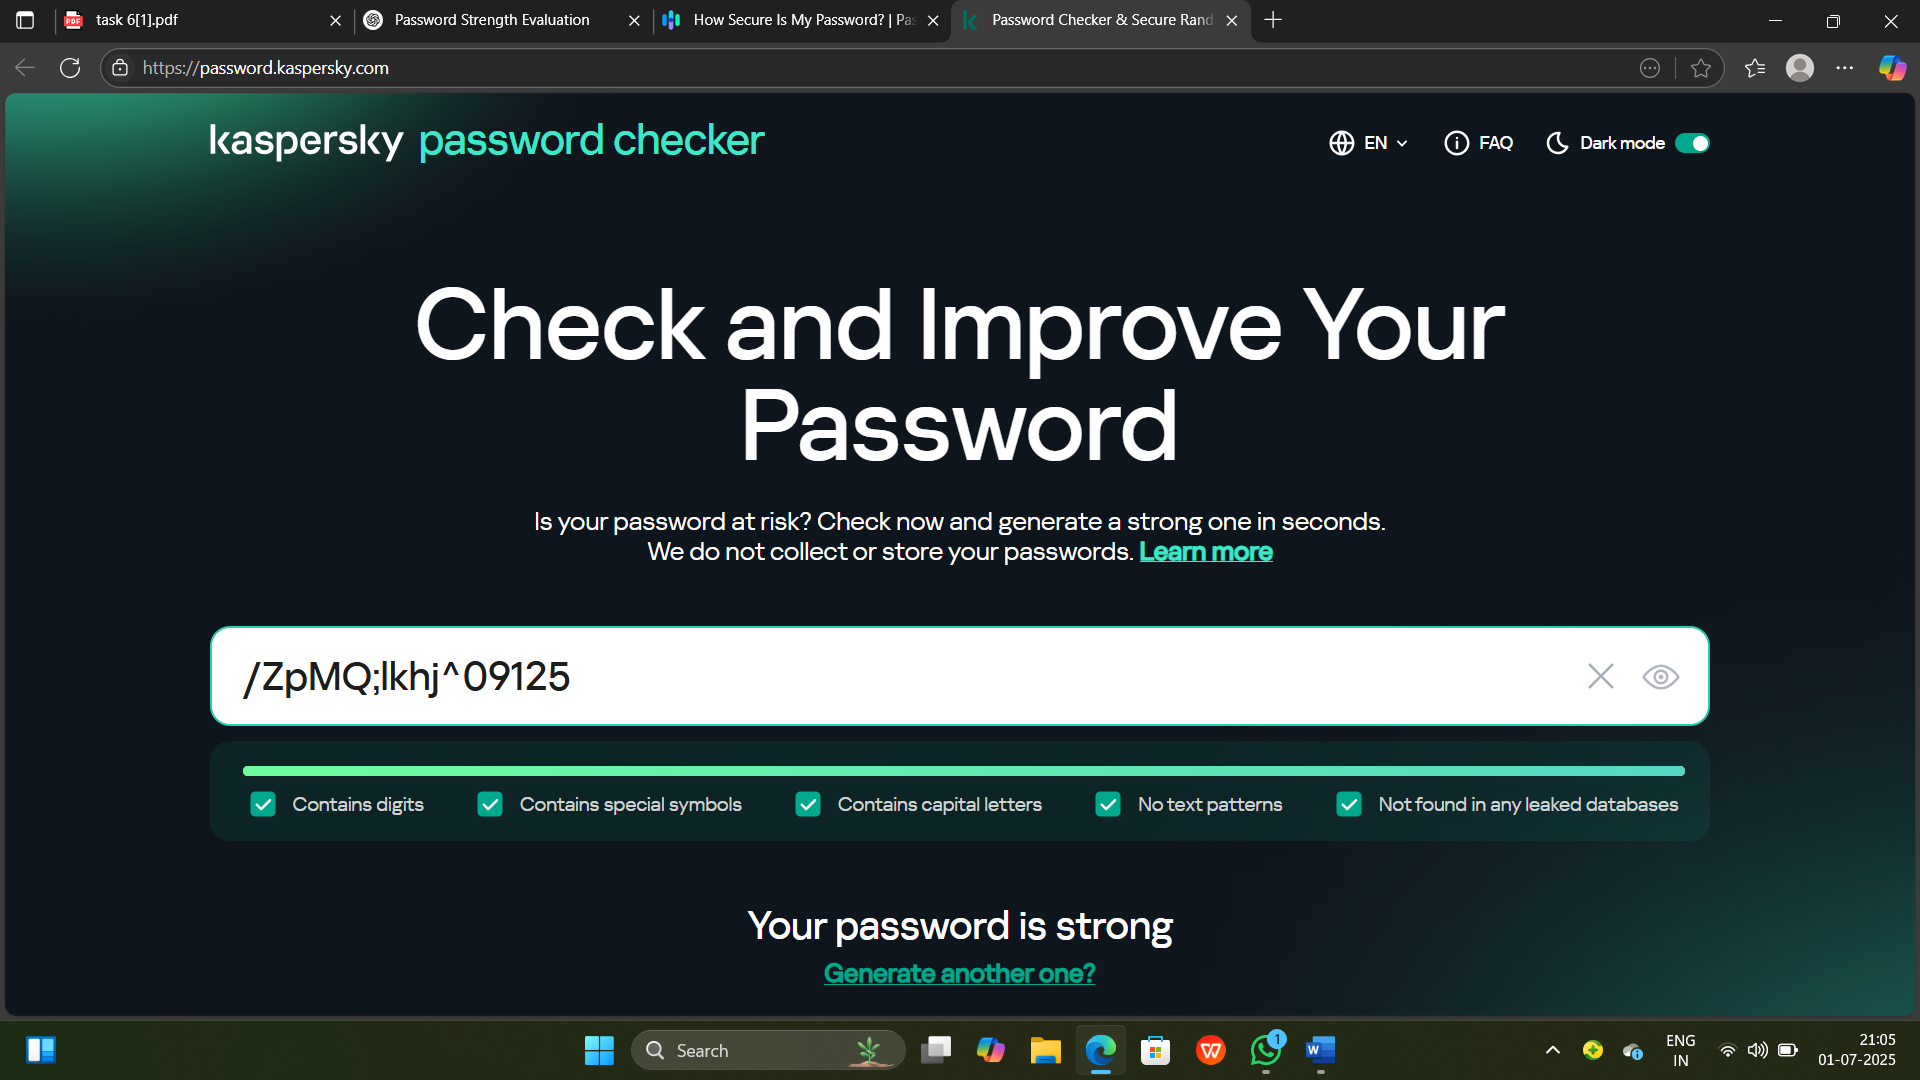 task 6[1].pdf
Password Strength Evaluation
How Secure Is My Password? | Pas
Password Checker & Secure Rand
https://password.kaspersky.com
kaspersky password checker
EN
FAQ
Dark mode
Check and Improve Your
Password
Is your password at risk? Check now and generate a strong one in seconds.
We do not collect or store your passwords. Learn more
/ZpMQ;lkhj^09125
Contains digits
Contains special symbols
Contains capital letters
No text patterns
Not found in any leaked databases
Your password is strong
Generate another one?
Search
1
ENG
IN
21:05
01-07-2025